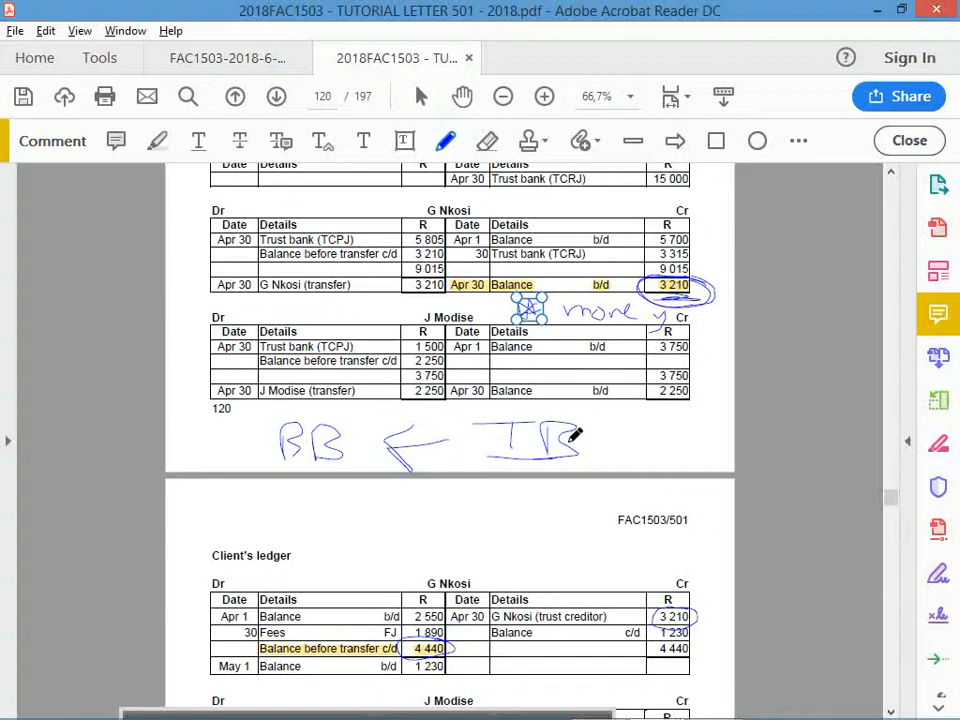 2018FAC1503 - TUTORIAL LETTER 501 - 2018.pdf - Adobe Acrobat Reader DC
File Edit View Window Help
Home Tools FAC1503-2018-6-... 2018FAC1503 - TU... × Sign In
120 / 197 66,7% Share
Comment Close
Date Details R Date Details R
Apr 30 Trust bank (TCRJ) 15 000
Dr G Nkosi Cr
Date Details R Date Details R
Apr 30 Trust bank (TCPJ) 5 805 Apr 1 Balance b/d 5 700
Balance before transfer c/d 3 210 30 Trust bank (TCRJ) 3 315
9 015 9 015
Apr 30 G Nkosi (transfer) 3 210 Apr 30 Balance b/d 3 210
money
Dr J Modise Cr
Date Details R Date Details R
Apr 30 Trust bank (TCPJ) 1 500 Apr 1 Balance b/d 3 750
Balance before transfer c/d 2 250
3 750 3 750
Apr 30 J Modise (transfer) 2 250 Apr 30 Balance b/d 2 250
120
BB IB
FAC1503/501
Client's ledger
Dr G Nkosi Cr
Date Details R Date Details R
Apr 1 Balance b/d 2 550 Apr 30 G Nkosi (trust creditor) 3 210
30 Fees FJ 1 890 Balance c/d 1 230
Balance before transfer c/d 4 440 4 440
May 1 Balance b/d 1 230
Dr J Modise Cr
R R